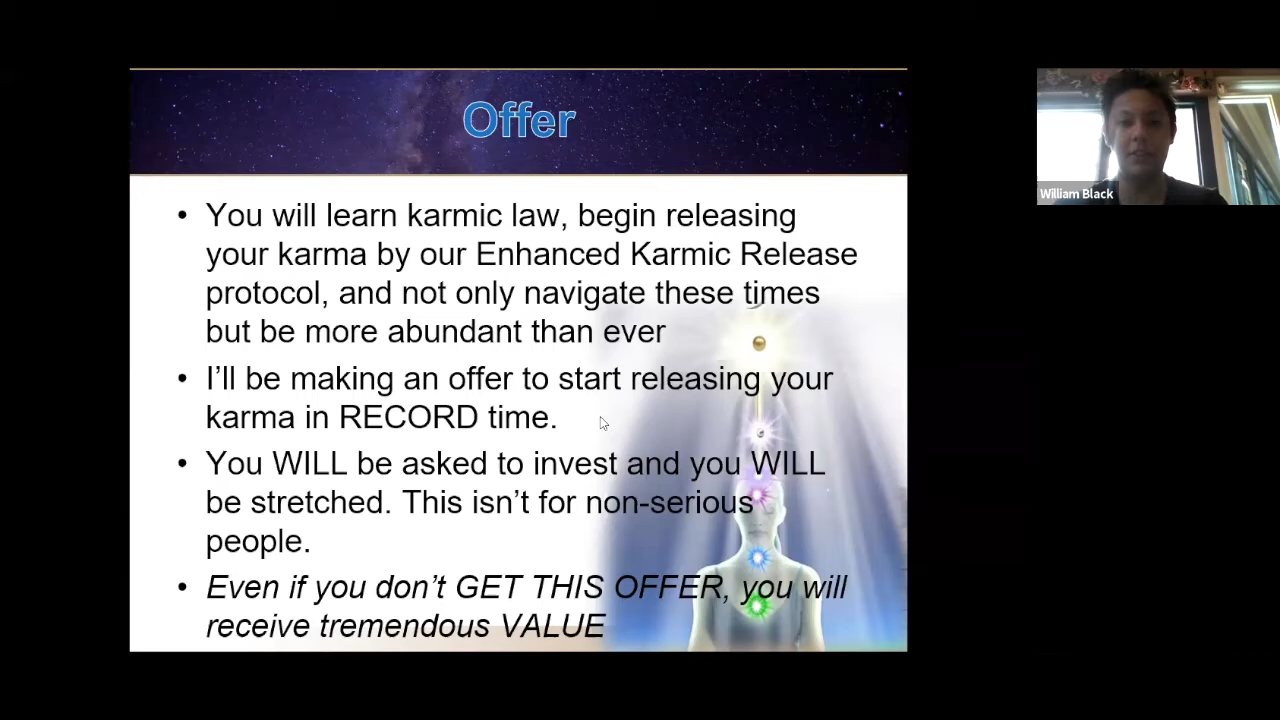 Offer
• You will learn karmic law, begin releasing
your karma by our Enhanced Karmic Release
protocol, and not only navigate these times
but be more abundant than ever
• I'll be making an offer to start releasing your
karma in RECORD time.
• You WILL be asked to invest and you WILL
be stretched. This isn't for non-serious
people.
• Even if you don't GET THIS OFFER, you will
receive tremendous VALUE
William Black